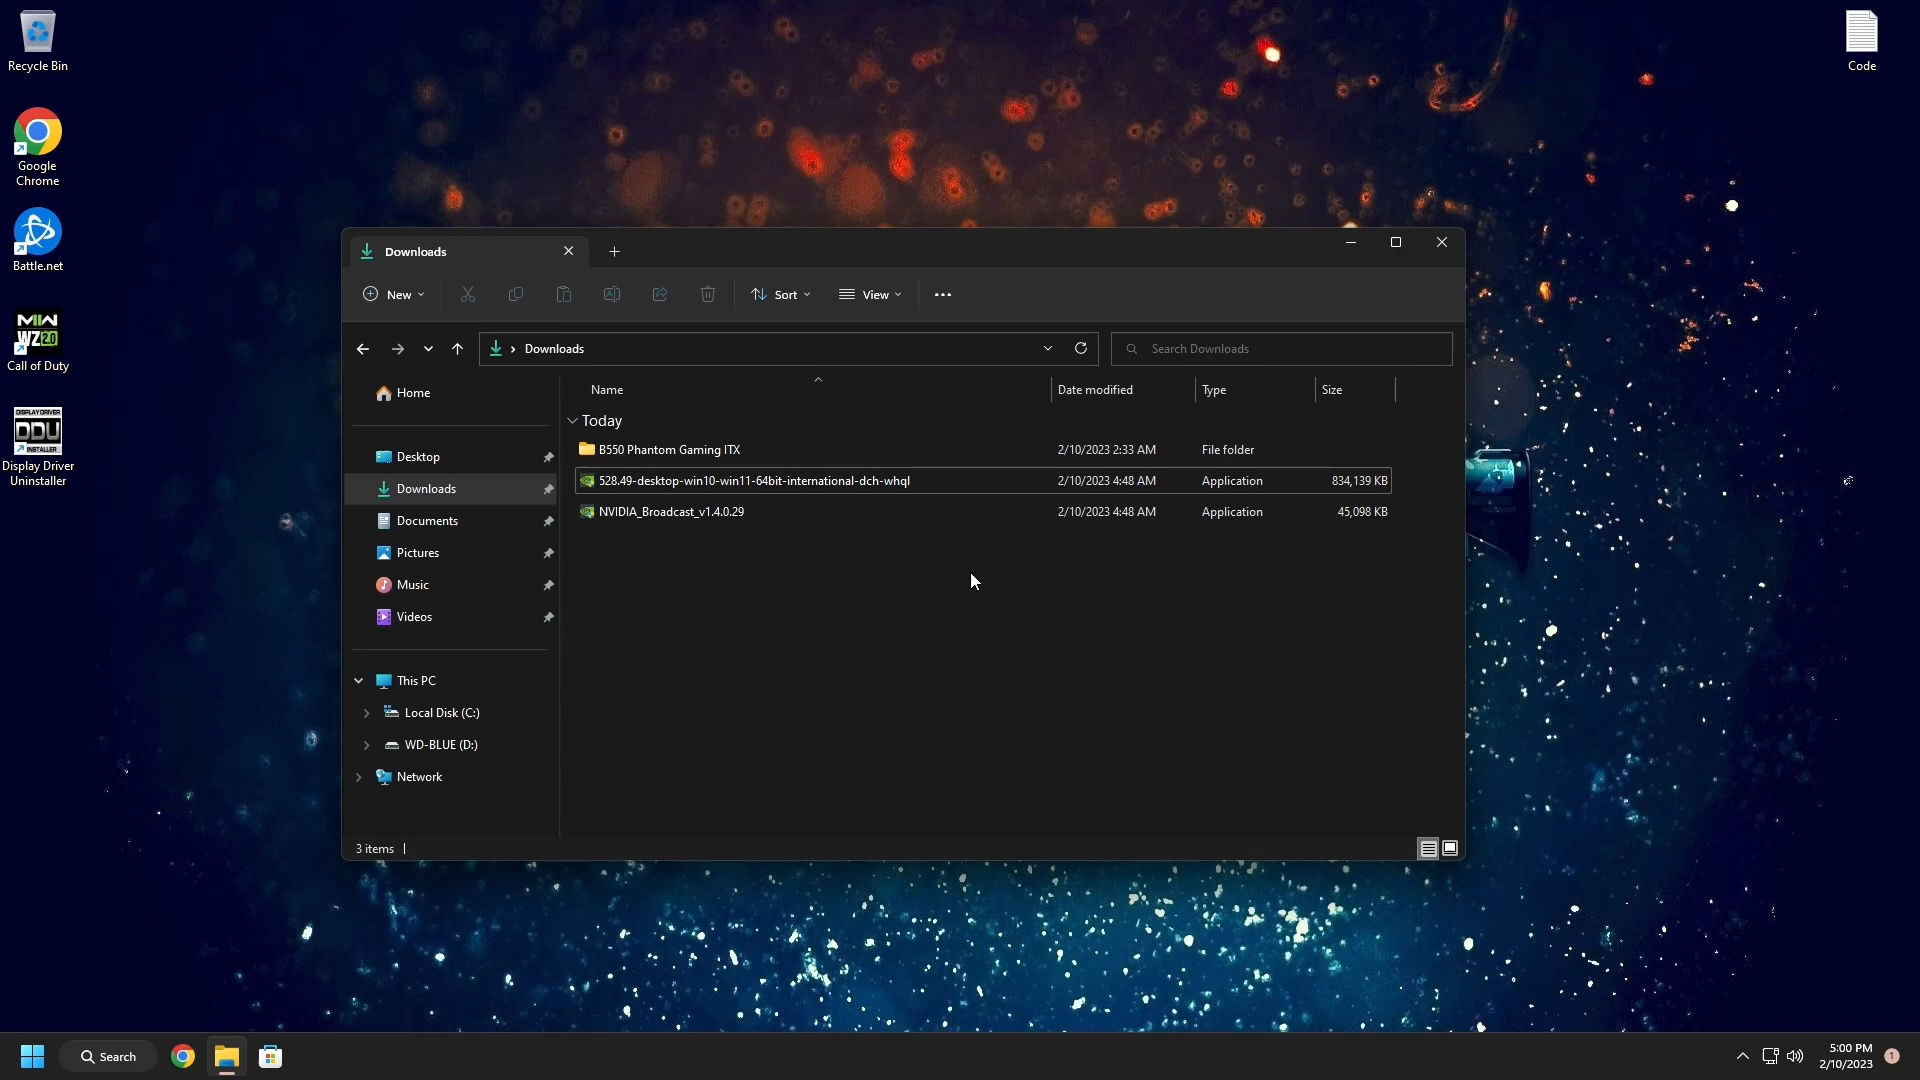 Recycle Bin
Google
Chrome
Battle.net
MW
WZ 2.0
Call of Duty
DISPLAY DRIVER
DDU
UNINSTALLER
Display Driver
Uninstaller
Code
Downloads
New
Sort
View
Downloads
Search Downloads
Home
Desktop
Downloads
Documents
Pictures
Music
Videos
This PC
Local Disk (C:)
WD-BLUE (D:)
Network
Name Date modified Type Size
Today
B550 Phantom Gaming ITX 2/10/2023 2:33 AM File folder
528.49-desktop-win10-win11-64bit-international-dch-whql 2/10/2023 4:48 AM Application 834,139 KB
NVIDIA_Broadcast_v1.4.0.29 2/10/2023 4:48 AM Application 45,098 KB
3 items
Search
5:00 PM
2/10/2023
1